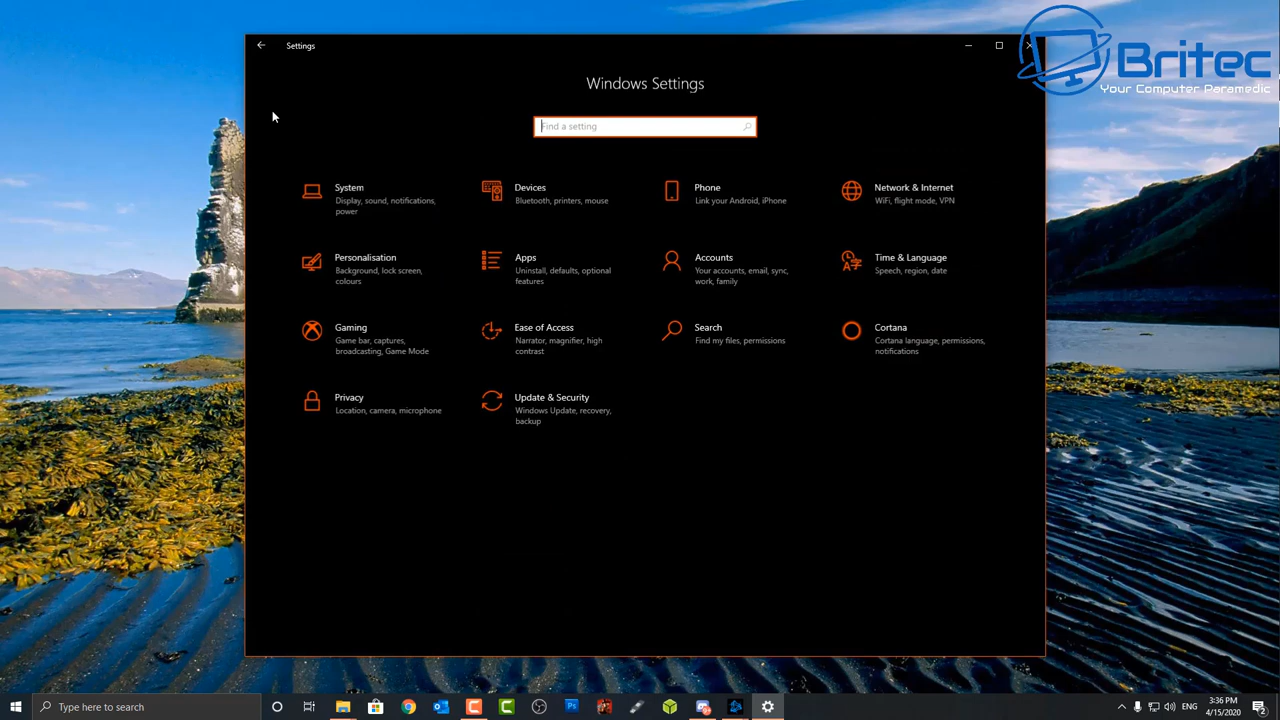 Settings
Britec
Your Computer Paramedic
Windows Settings
Find a setting
System
Display, sound, notifications,
power
Devices
Bluetooth, printers, mouse
Phone
Link your Android, iPhone
Network & Internet
WiFi, flight mode, VPN
Personalisation
Background, lock screen,
colours
Apps
Uninstall, defaults, optional
features
Accounts
Your accounts, email, sync,
work, family
Time & Language
Speech, region, date
Gaming
Game bar, captures,
broadcasting, Game Mode
Ease of Access
Narrator, magnifier, high
contrast
Search
Find my files, permissions
Cortana
Cortana language, permissions,
notifications
Privacy
Location, camera, microphone
Update & Security
Windows Update, recovery,
backup
Type here to search
Ps
ENG
3:36 PM
4/15/2020
2